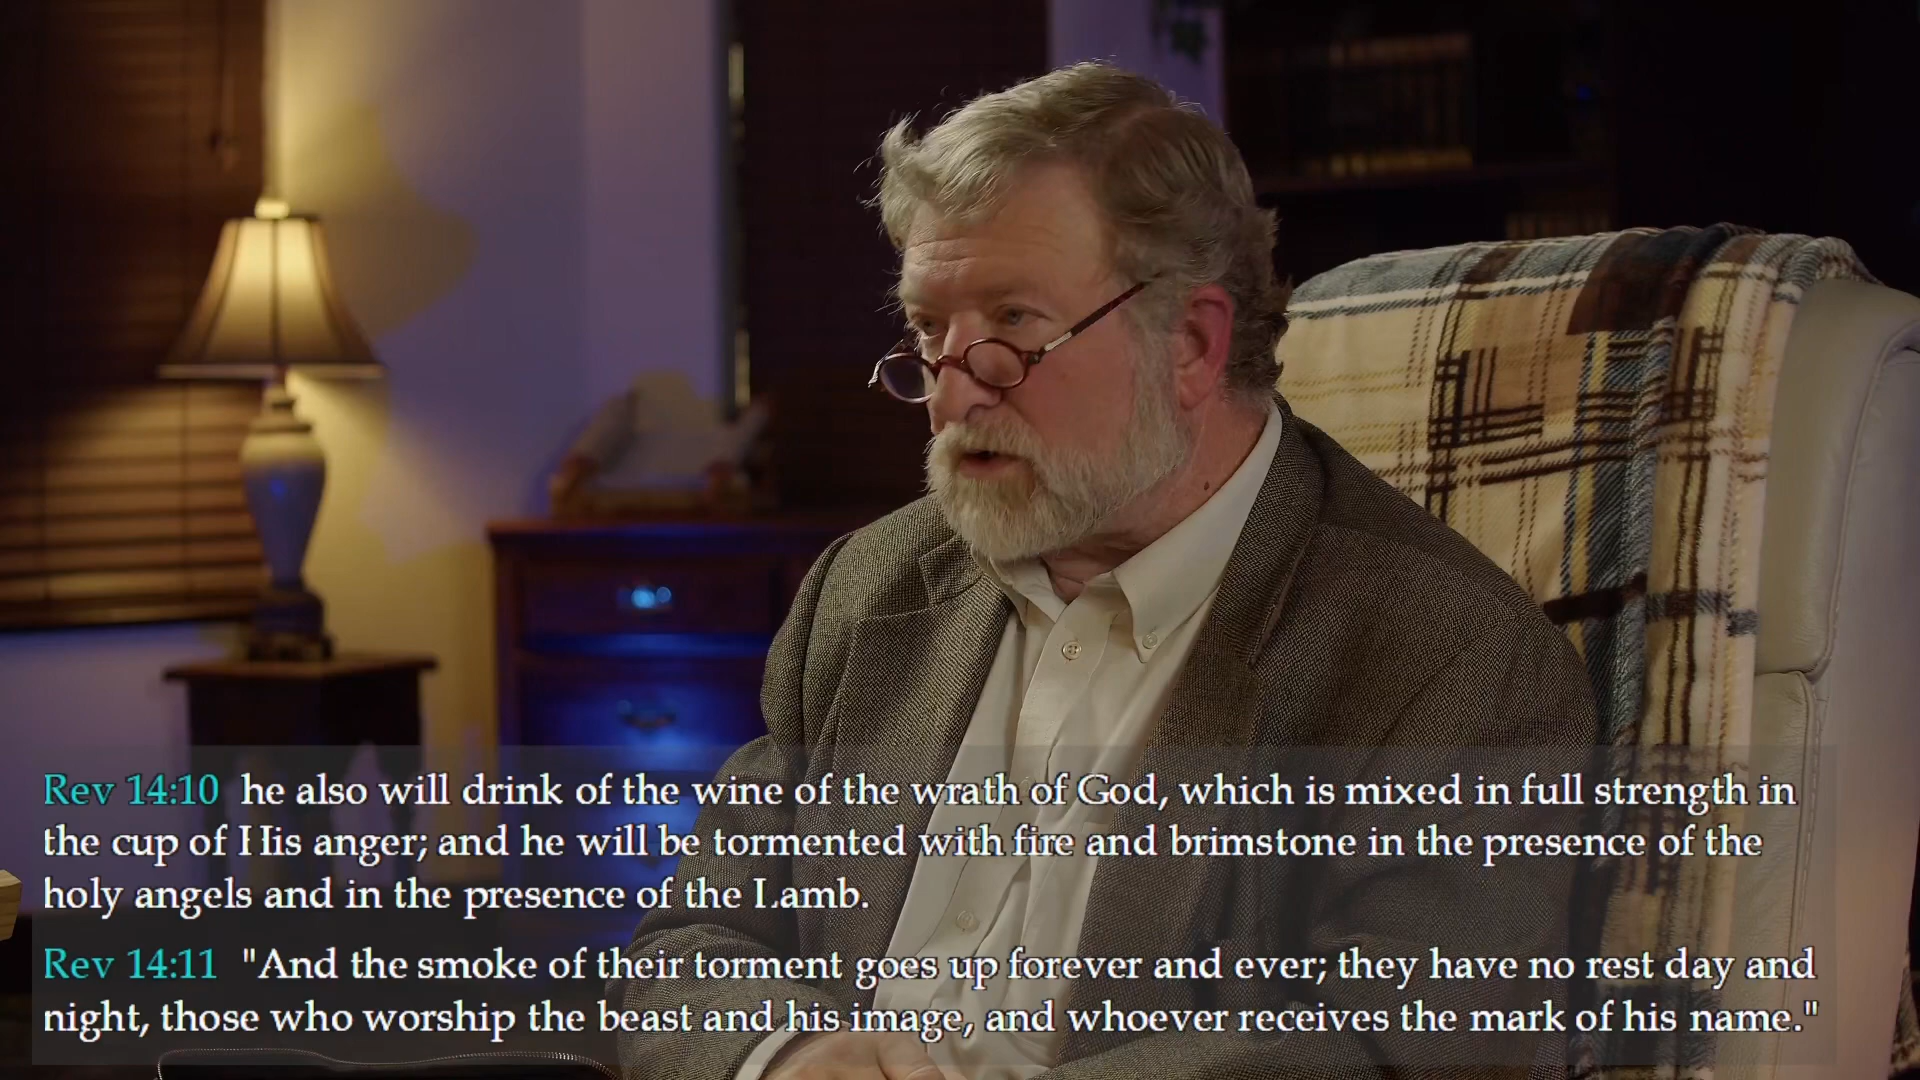 Rev 14:10 he also will drink of the wine of the wrath of God, which is mixed in full strength in
the cup of His anger; and he will be tormented with fire and brimstone in the presence of the
holy angels and in the presence of the Lamb.
Rev 14:11 "And the smoke of their torment goes up forever and ever; they have no rest day and
night, those who worship the beast and his image, and whoever receives the mark of his name."